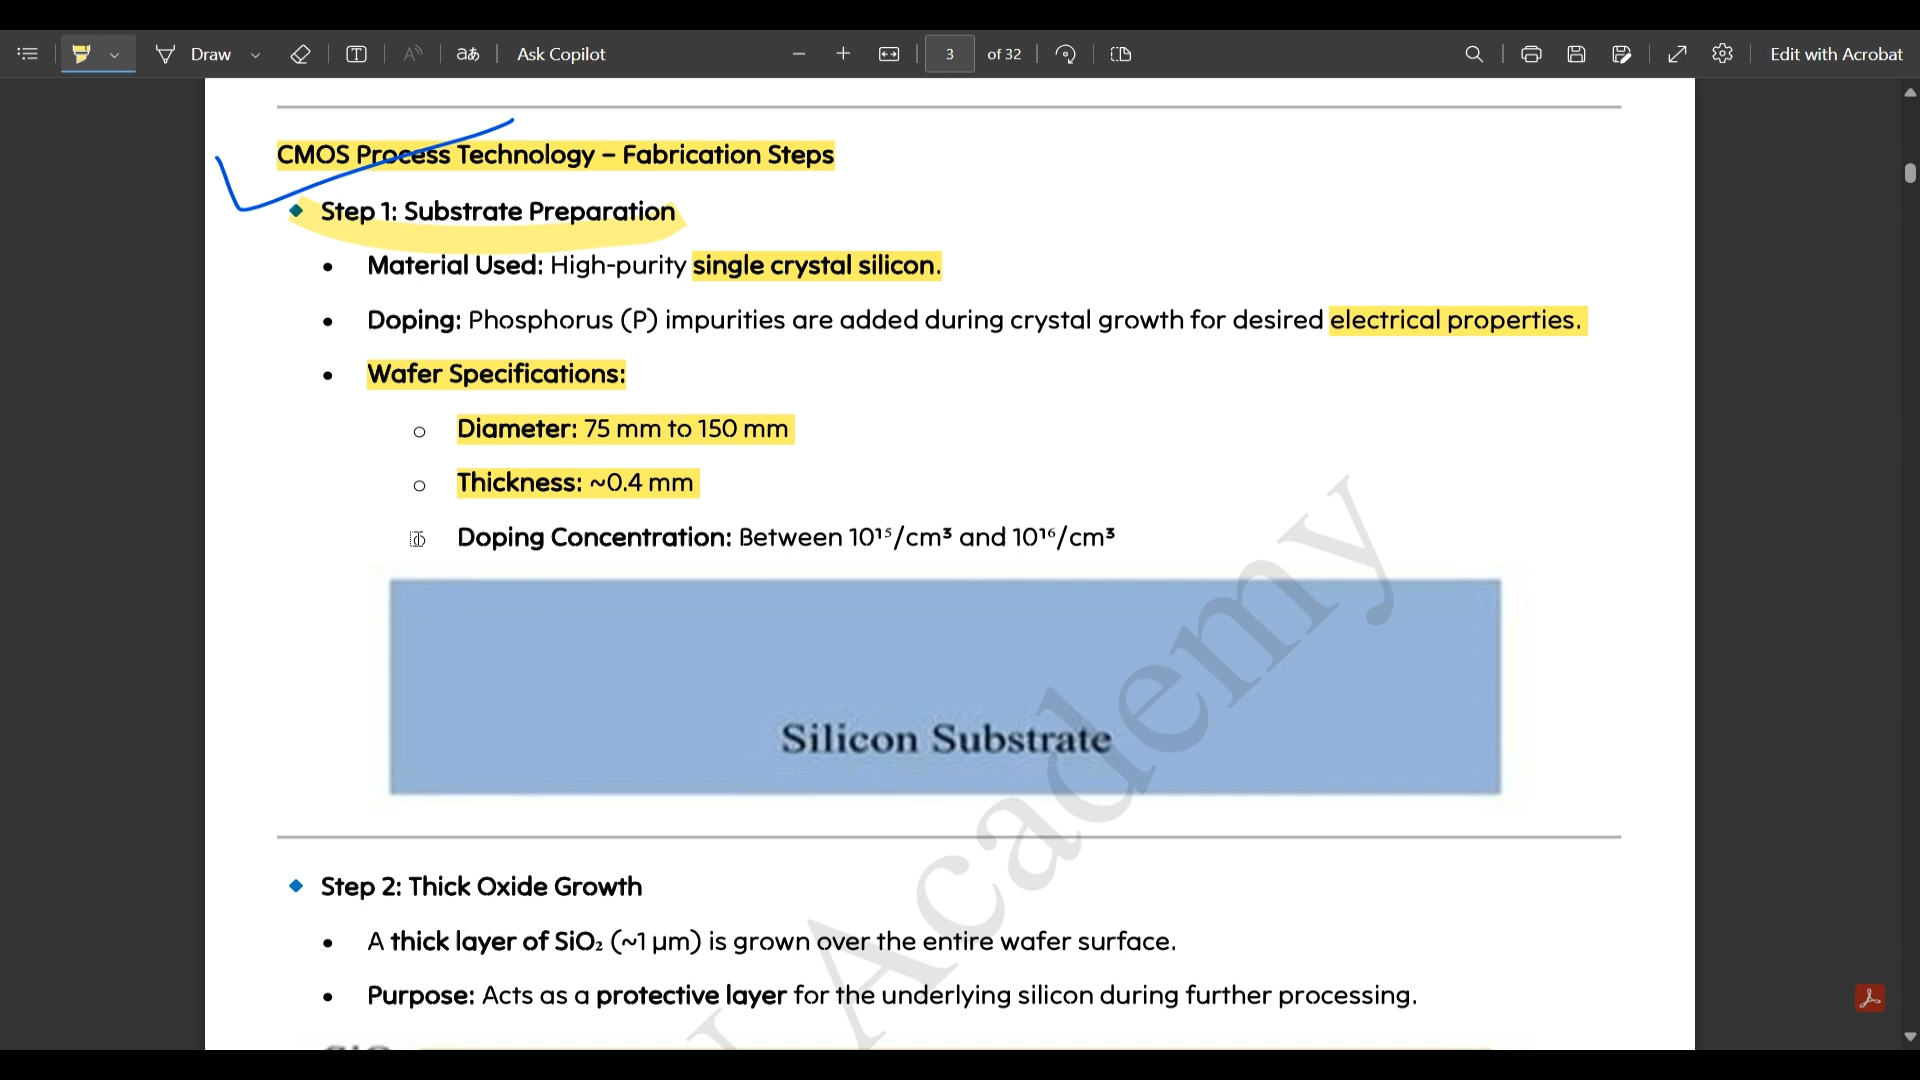 Draw
Ask Copilot
3 of 32
Edit with Acrobat
CMOS Process Technology – Fabrication Steps
Step 1: Substrate Preparation
Material Used: High-purity single crystal silicon.
Doping: Phosphorus (P) impurities are added during crystal growth for desired electrical properties.
Wafer Specifications:
Diameter: 75 mm to 150 mm
Thickness: ~0.4 mm
Doping Concentration: Between 10¹⁵/cm³ and 10¹⁶/cm³
Silicon Substrate
Step 2: Thick Oxide Growth
A thick layer of SiO₂ (~1 µm) is grown over the entire wafer surface.
Purpose: Acts as a protective layer for the underlying silicon during further processing.
Academy